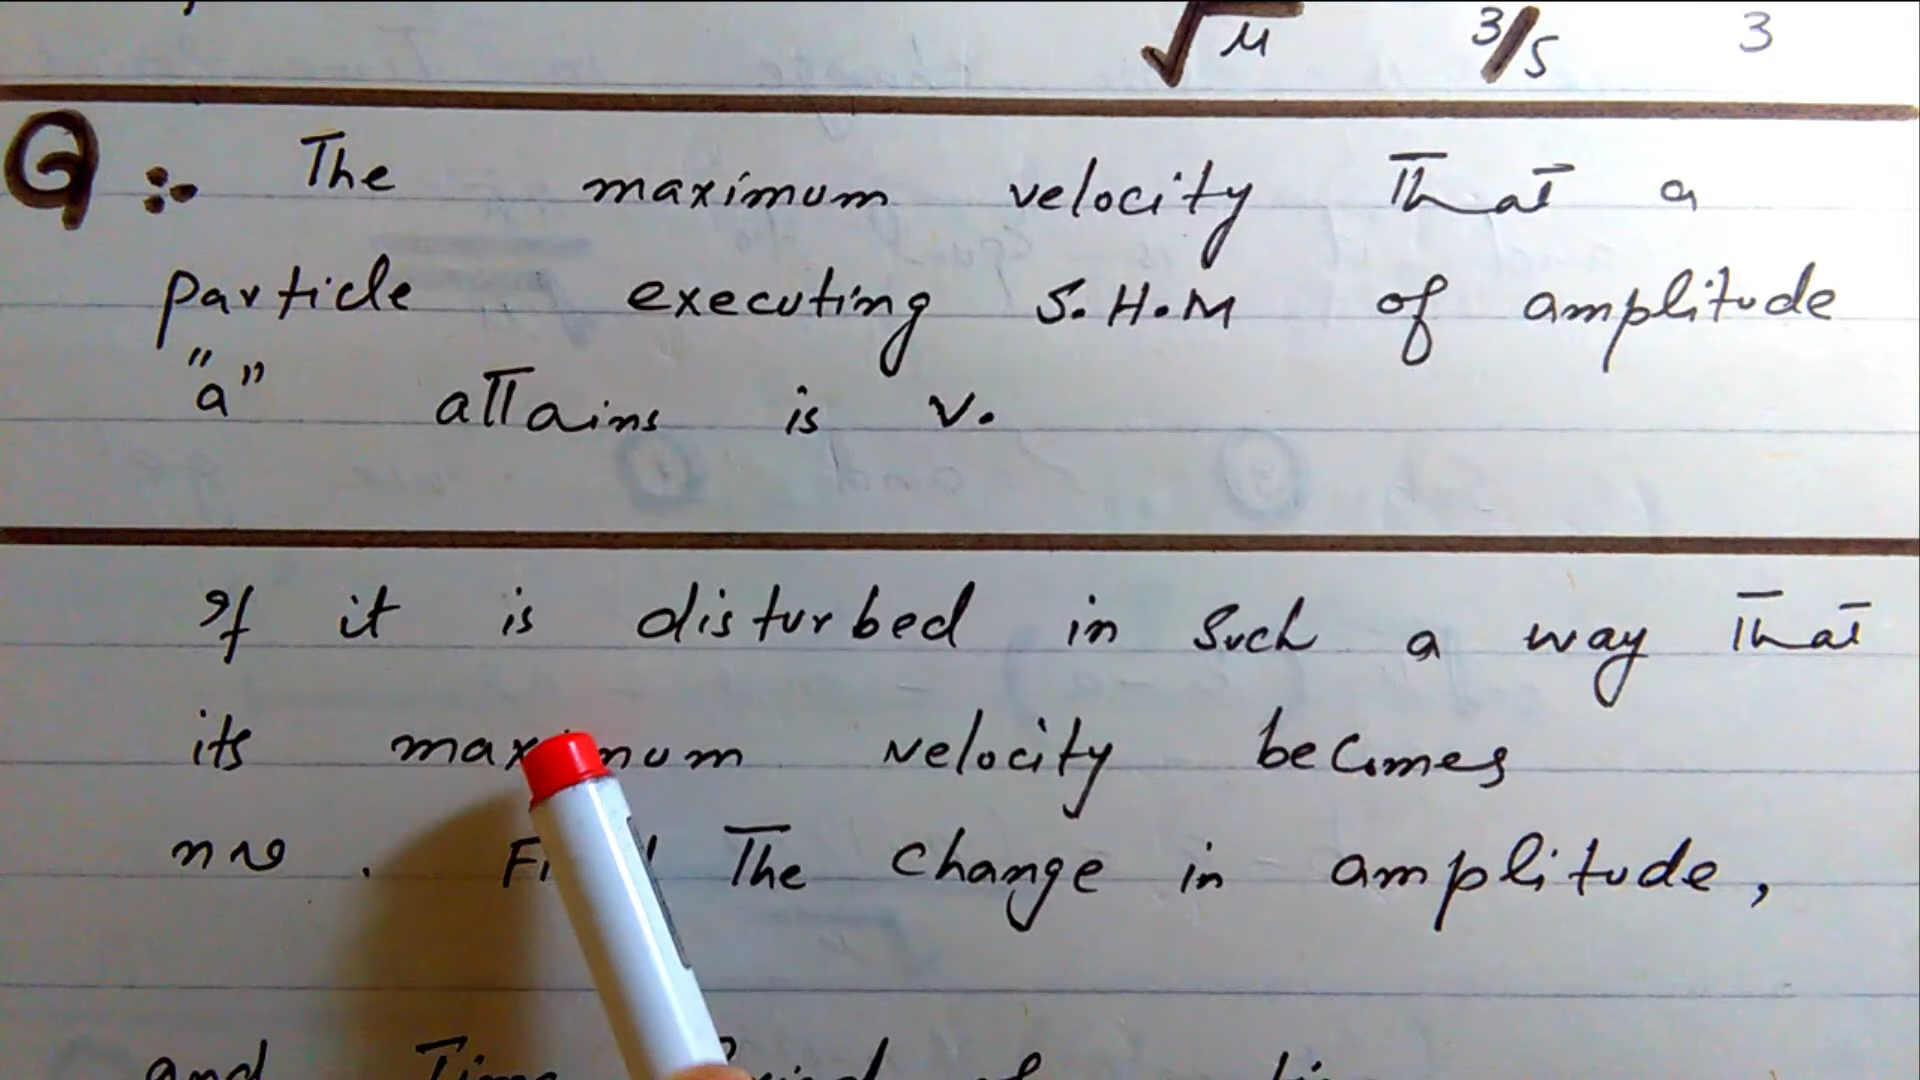 √μ 3/5 3
Q:- The maximum velocity that a
particle executing S.H.M of amplitude
"a" attains is v.
If it is disturbed in such a way that
its velocity becomes
nv . the change in amplitude,
and